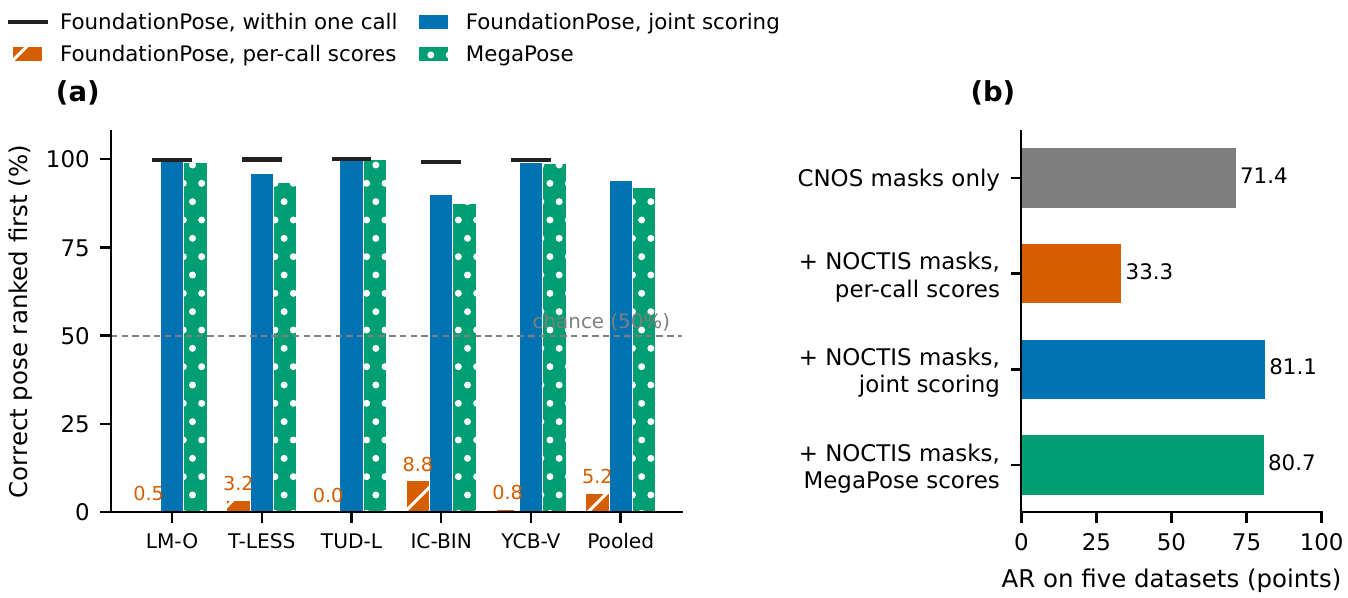 FoundationPose, within one call
FoundationPose, per-call scores
FoundationPose, joint scoring
MegaPose
(a)
Correct pose ranked first (%)
100
75
50
25
0
chance (50%)
0.5
3.2
0.0
8.8
0.8
5.2
LM-O
T-LESS
TUD-L
IC-BIN
YCB-V
Pooled
(b)
CNOS masks only
71.4
+ NOCTIS masks,
per-call scores
33.3
+ NOCTIS masks,
joint scoring
81.1
+ NOCTIS masks,
MegaPose scores
80.7
0
25
50
75
100
AR on five datasets (points)